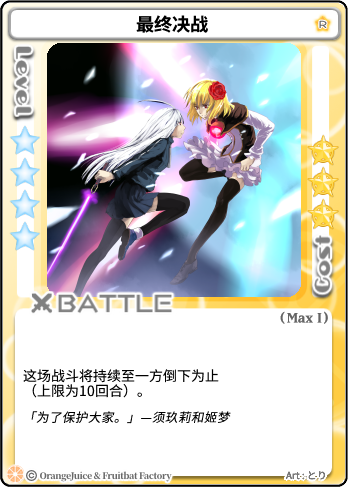 最终决战
R
Level
Cost
BATTLE
(Max 1)
这场战斗将持续至一方倒下为止
（上限为10回合）。
「为了保护大家。」—须玖莉和姬梦
© OrangeJuice & Fruitbat Factory
Art : とり